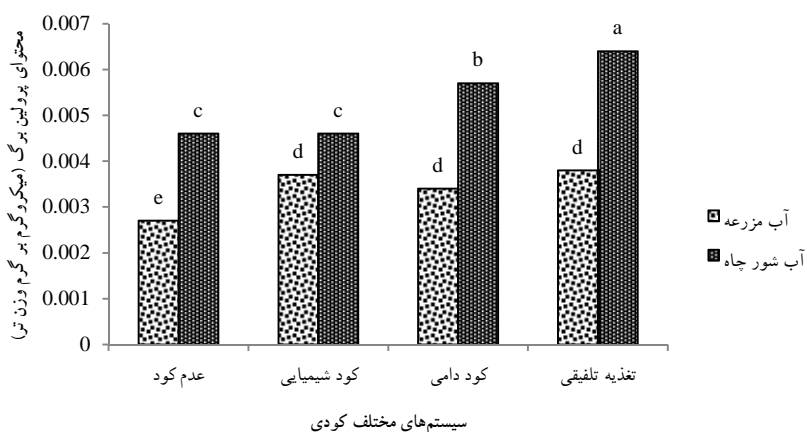 محتوای پرولین برگ (میکروگرم بر گرم وزن تر)
0.007
0.006
0.005
0.004
0.003
0.002
0.001
0
e
c
d
c
d
b
d
a
عدم کود
کود شیمیایی
کود دامی
تغذیه تلفیقی
سیستم‌های مختلف کودی
آب مزرعه
آب شور چاه